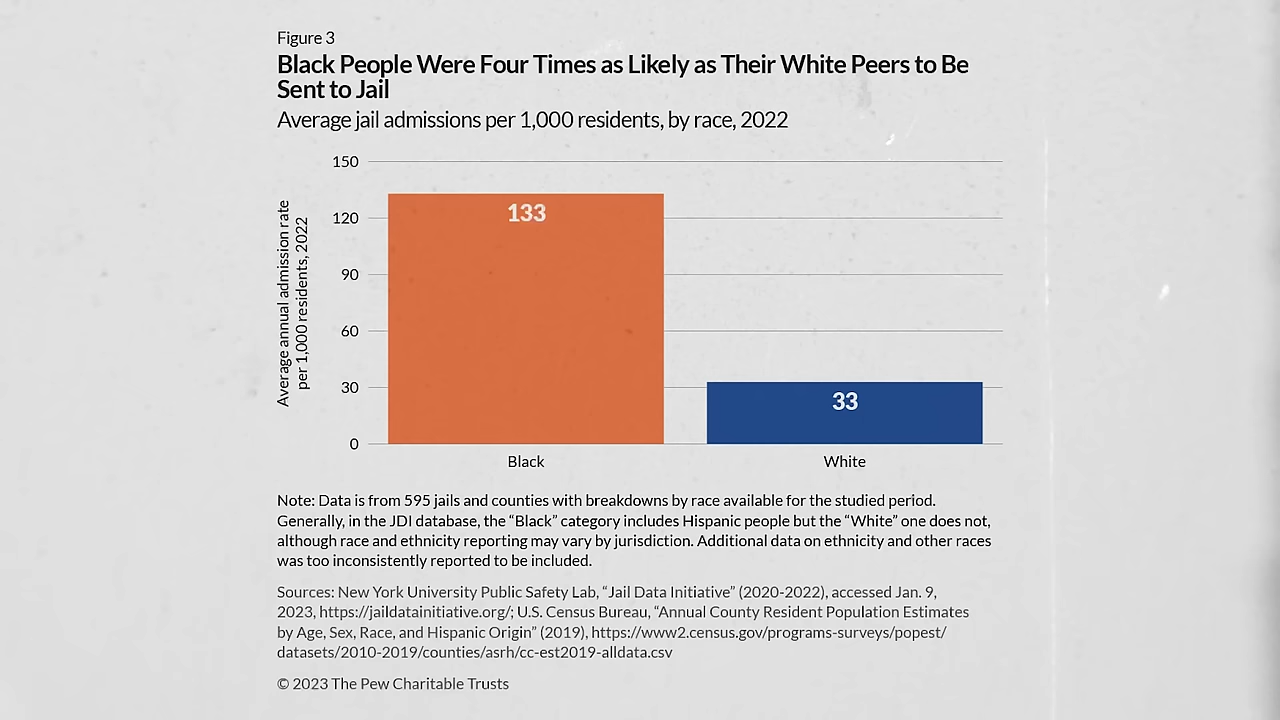 Figure 3
Black People Were Four Times as Likely as Their White Peers to Be
Sent to Jail
Average jail admissions per 1,000 residents, by race, 2022
Average annual admission rate
per 1,000 residents, 2022
150
120
90
60
30
0
133
33
Black
White
Note: Data is from 595 jails and counties with breakdowns by race available for the studied period.
Generally, in the JDI database, the “Black” category includes Hispanic people but the “White” one does not,
although race and ethnicity reporting may vary by jurisdiction. Additional data on ethnicity and other races
was too inconsistently reported to be included.
Sources: New York University Public Safety Lab, “Jail Data Initiative” (2020-2022), accessed Jan. 9,
2023, https://jaildatainitiative.org/; U.S. Census Bureau, “Annual County Resident Population Estimates
by Age, Sex, Race, and Hispanic Origin” (2019), https://www2.census.gov/programs-surveys/popest/
datasets/2010-2019/counties/asrh/cc-est2019-alldata.csv
© 2023 The Pew Charitable Trusts